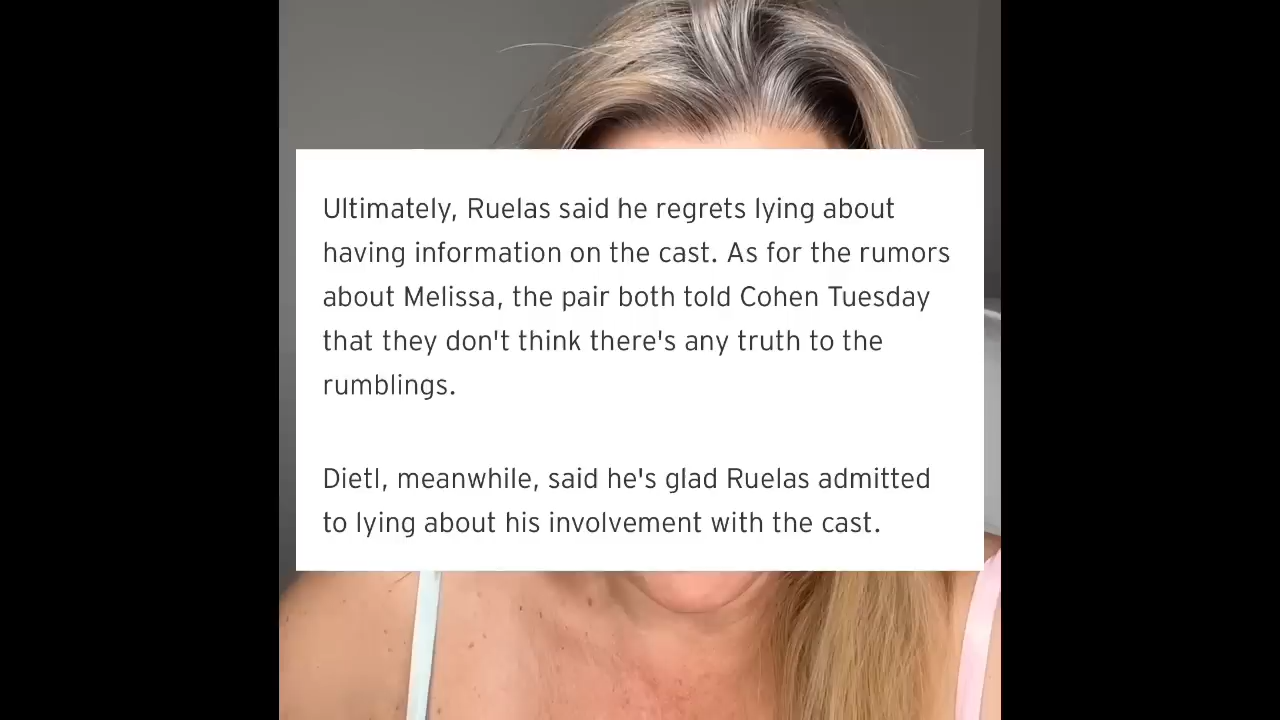 Ultimately, Ruelas said he regrets lying about
having information on the cast. As for the rumors
about Melissa, the pair both told Cohen Tuesday
that they don't think there's any truth to the
rumblings.
Dietl, meanwhile, said he's glad Ruelas admitted
to lying about his involvement with the cast.